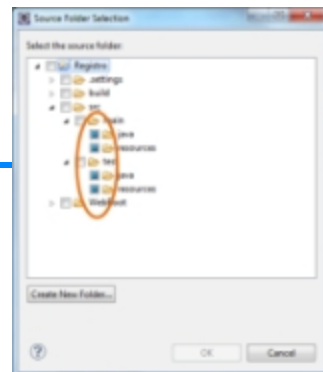 Source Folder Selection
Select the source folder:
Registro
.settings
build
src
main
java
resources
test
java
resources
WebRoot
Create New Folder...
OK
Cancel